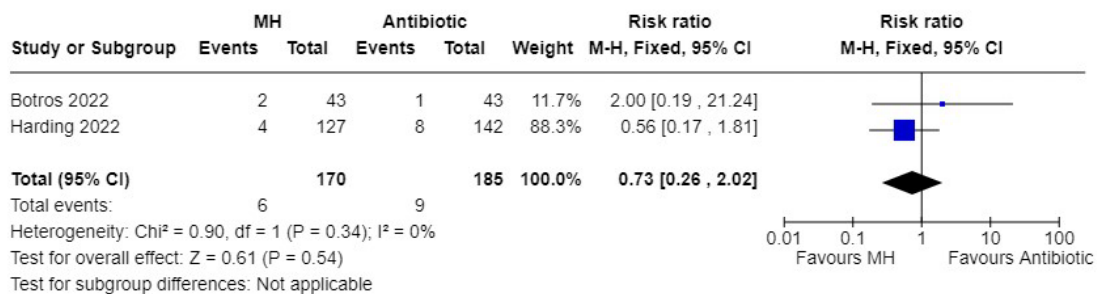 MH Antibiotic Risk ratio Risk ratio
Study or Subgroup Events Total Events Total Weight M-H, Fixed, 95% CI M-H, Fixed, 95% CI
Botros 2022 2 43 1 43 11.7% 2.00 [0.19 , 21.24]
Harding 2022 4 127 8 142 88.3% 0.56 [0.17 , 1.81]
Total (95% CI) 170 185 100.0% 0.73 [0.26 , 2.02]
Total events: 6 9
Heterogeneity: Chi² = 0.90, df = 1 (P = 0.34); I² = 0%
Test for overall effect: Z = 0.61 (P = 0.54)
Test for subgroup differences: Not applicable
0.01 0.1 1 10 100
Favours MH Favours Antibiotic